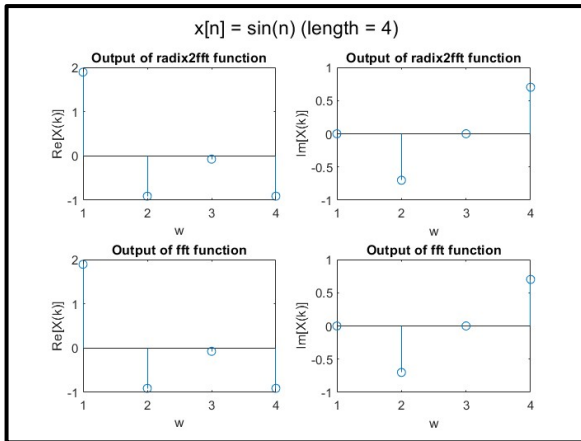 x[n] = sin(n) (length = 4)
Output of radix2fft function
Re[X(k)]
2
1
0
-1
1 2 3 4
w
Output of radix2fft function
Im[X(k)]
1
0.5
0
-0.5
-1
1 2 3 4
w
Output of fft function
Re[X(k)]
2
1
0
-1
1 2 3 4
w
Output of fft function
Im[X(k)]
1
0.5
0
-0.5
-1
1 2 3 4
w